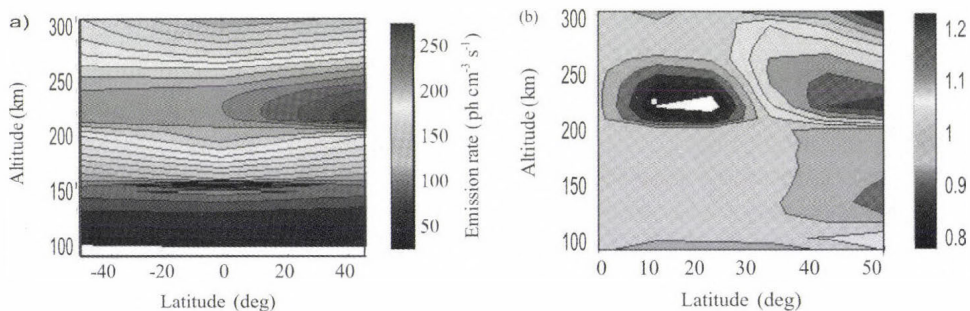 a)
300
250
200
150
100
Altitude (km)
-40 -20 0 20 40
Latitude (deg)
250
200
150
100
50
Emission rate ( ph cm⁻³ s⁻¹)
(b)
300
250
200
150
100
Altitude (km)
0 10 20 30 40 50
Latitude (deg)
1.2
1.1
1
0.9
0.8